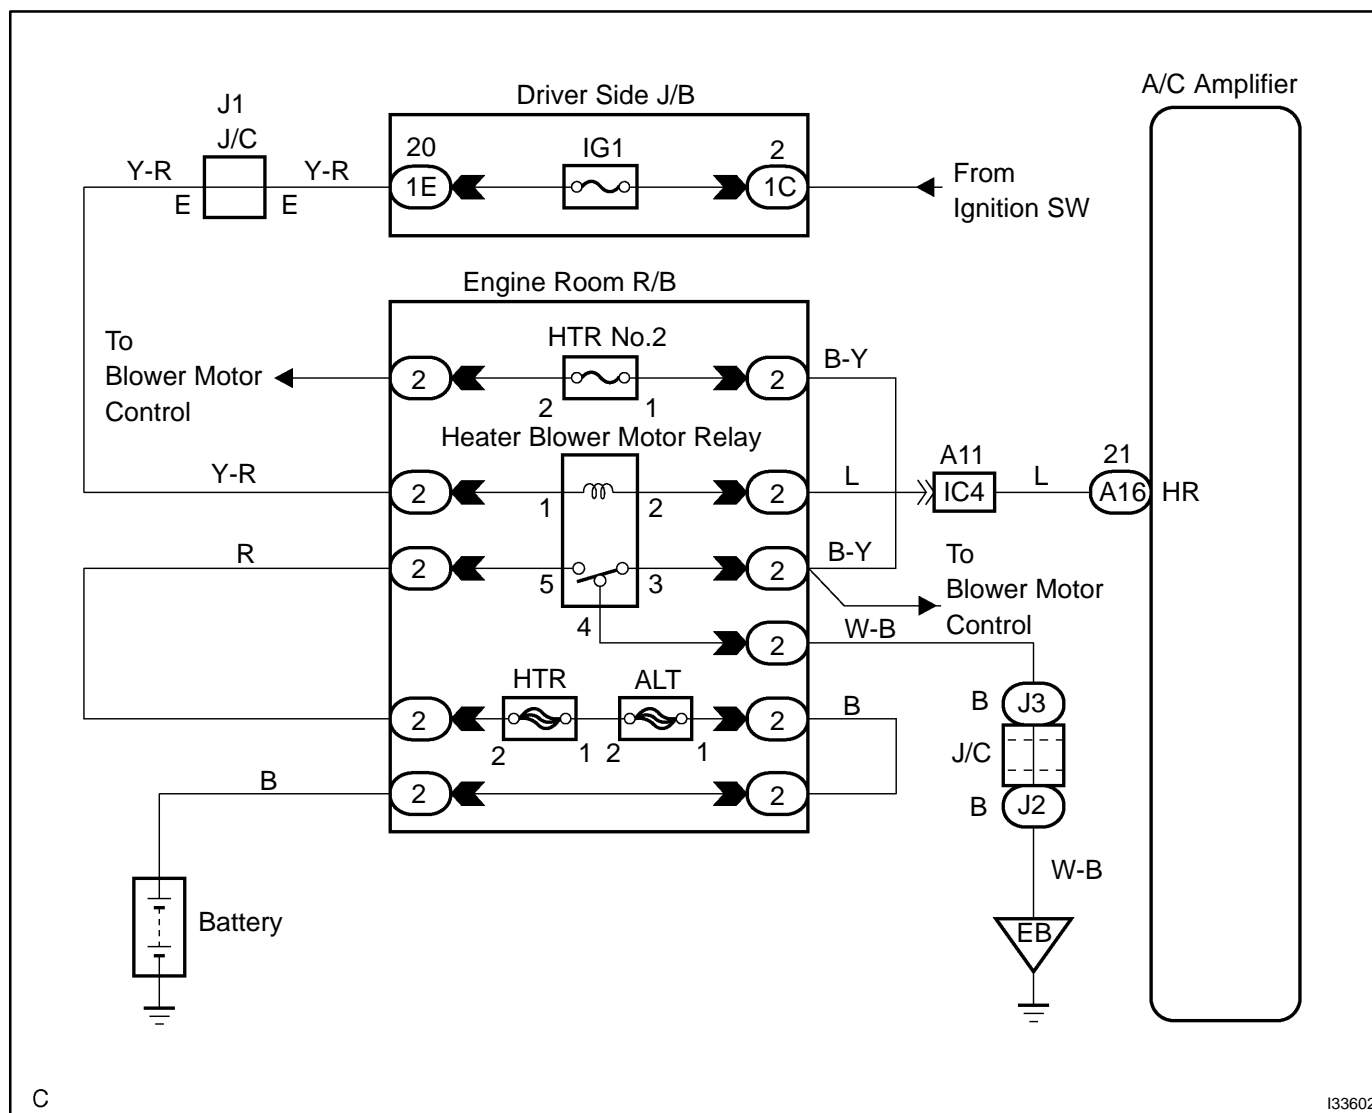 A/C Amplifier
J1
J/C
Driver Side J/B
Y-R
Y-R
E
E
20
1E
IG1
2
1C
From
Ignition SW
Engine Room R/B
To
Blower Motor
Control
2
HTR No.2
2
1
2
B-Y
Heater Blower Motor Relay
Y-R
2
1
2
2
L
A11
IC4
L
21
A16
HR
R
2
5
3
4
2
B-Y
To
Blower Motor
Control
2
W-B
HTR
ALT
2
2
1
2
1
2
B
B
2
2
B
J3
J/C
B
J2
W-B
EB
Battery
C
I33602